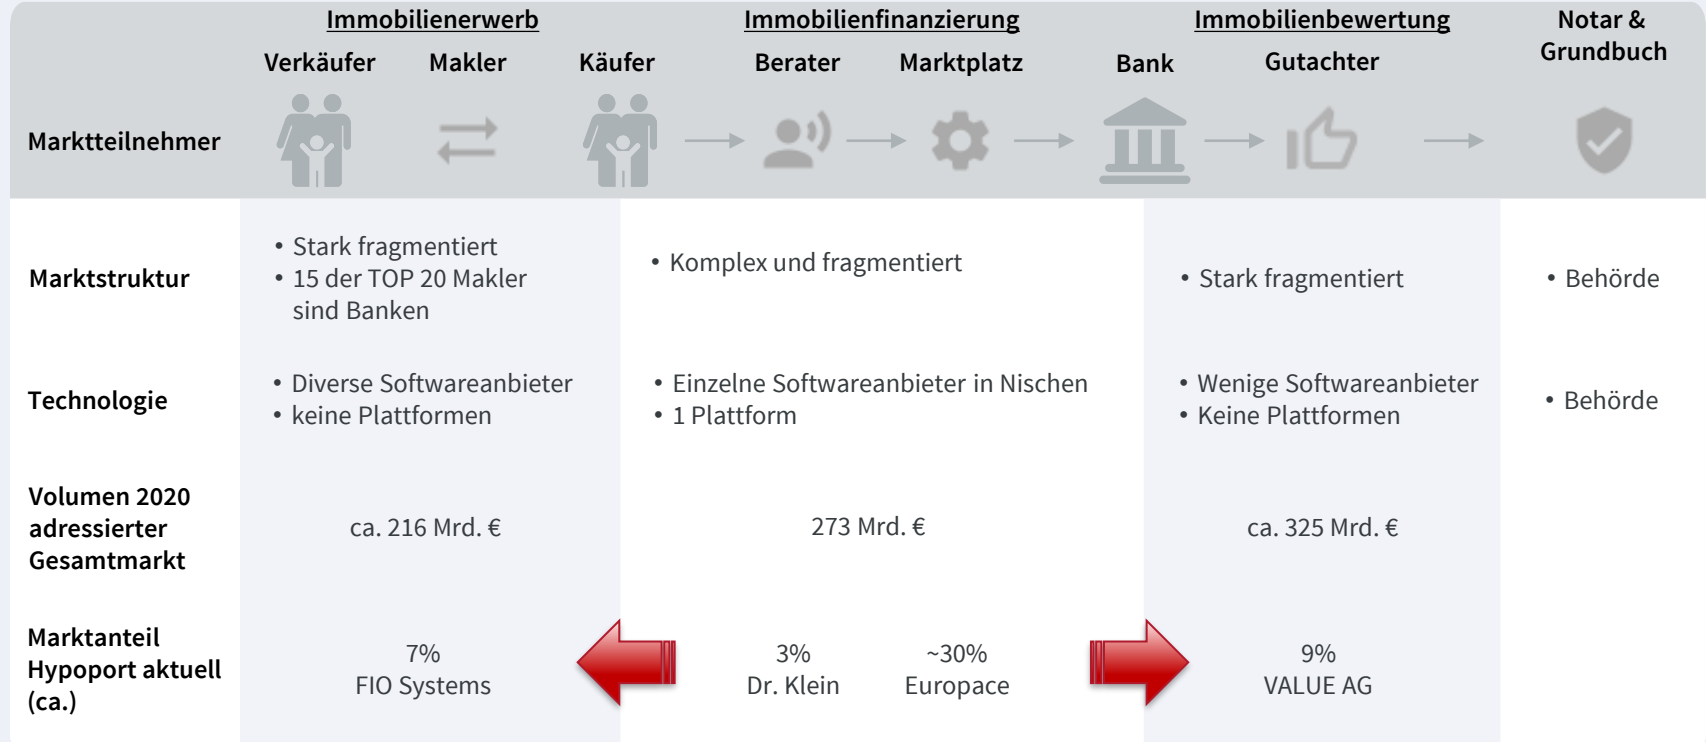 Immobilienerwerb
Immobilienfinanzierung
Immobilienbewertung
Notar &
Grundbuch
Verkäufer
Makler
Käufer
Berater
Marktplatz
Bank
Gutachter
Marktteilnehmer
Marktstruktur
• Stark fragmentiert
• 15 der TOP 20 Makler
sind Banken
• Komplex und fragmentiert
• Stark fragmentiert
• Behörde
Technologie
• Diverse Softwareanbieter
• keine Plattformen
• Einzelne Softwareanbieter in Nischen
• 1 Plattform
• Wenige Softwareanbieter
• Keine Plattformen
• Behörde
Volumen 2020
adressierter
Gesamtmarkt
ca. 216 Mrd. €
273 Mrd. €
ca. 325 Mrd. €
Marktanteil
Hypoport aktuell
(ca.)
7%
FIO Systems
3%
Dr. Klein
~30%
Europace
9%
VALUE AG